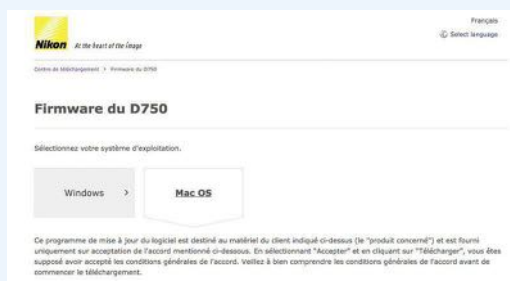 Français
Nikon At the heart of the image
Select language
Centre de téléchargement > Firmware du D750
Firmware du D750
Sélectionnez votre système d'exploitation.
Windows >
Mac OS
Ce programme de mise à jour du logiciel est destiné au matériel du client indiqué ci-dessous (le "produit concerné") et est fourni
uniquement sur acceptation de l'accord mentionné ci-dessous. En sélectionnant "Accepter" et en cliquant sur "Télécharger", vous êtes
supposé avoir accepté les conditions générales de l'accord. Veillez à bien comprendre les conditions générales de l'accord avant de
commencer le téléchargement.